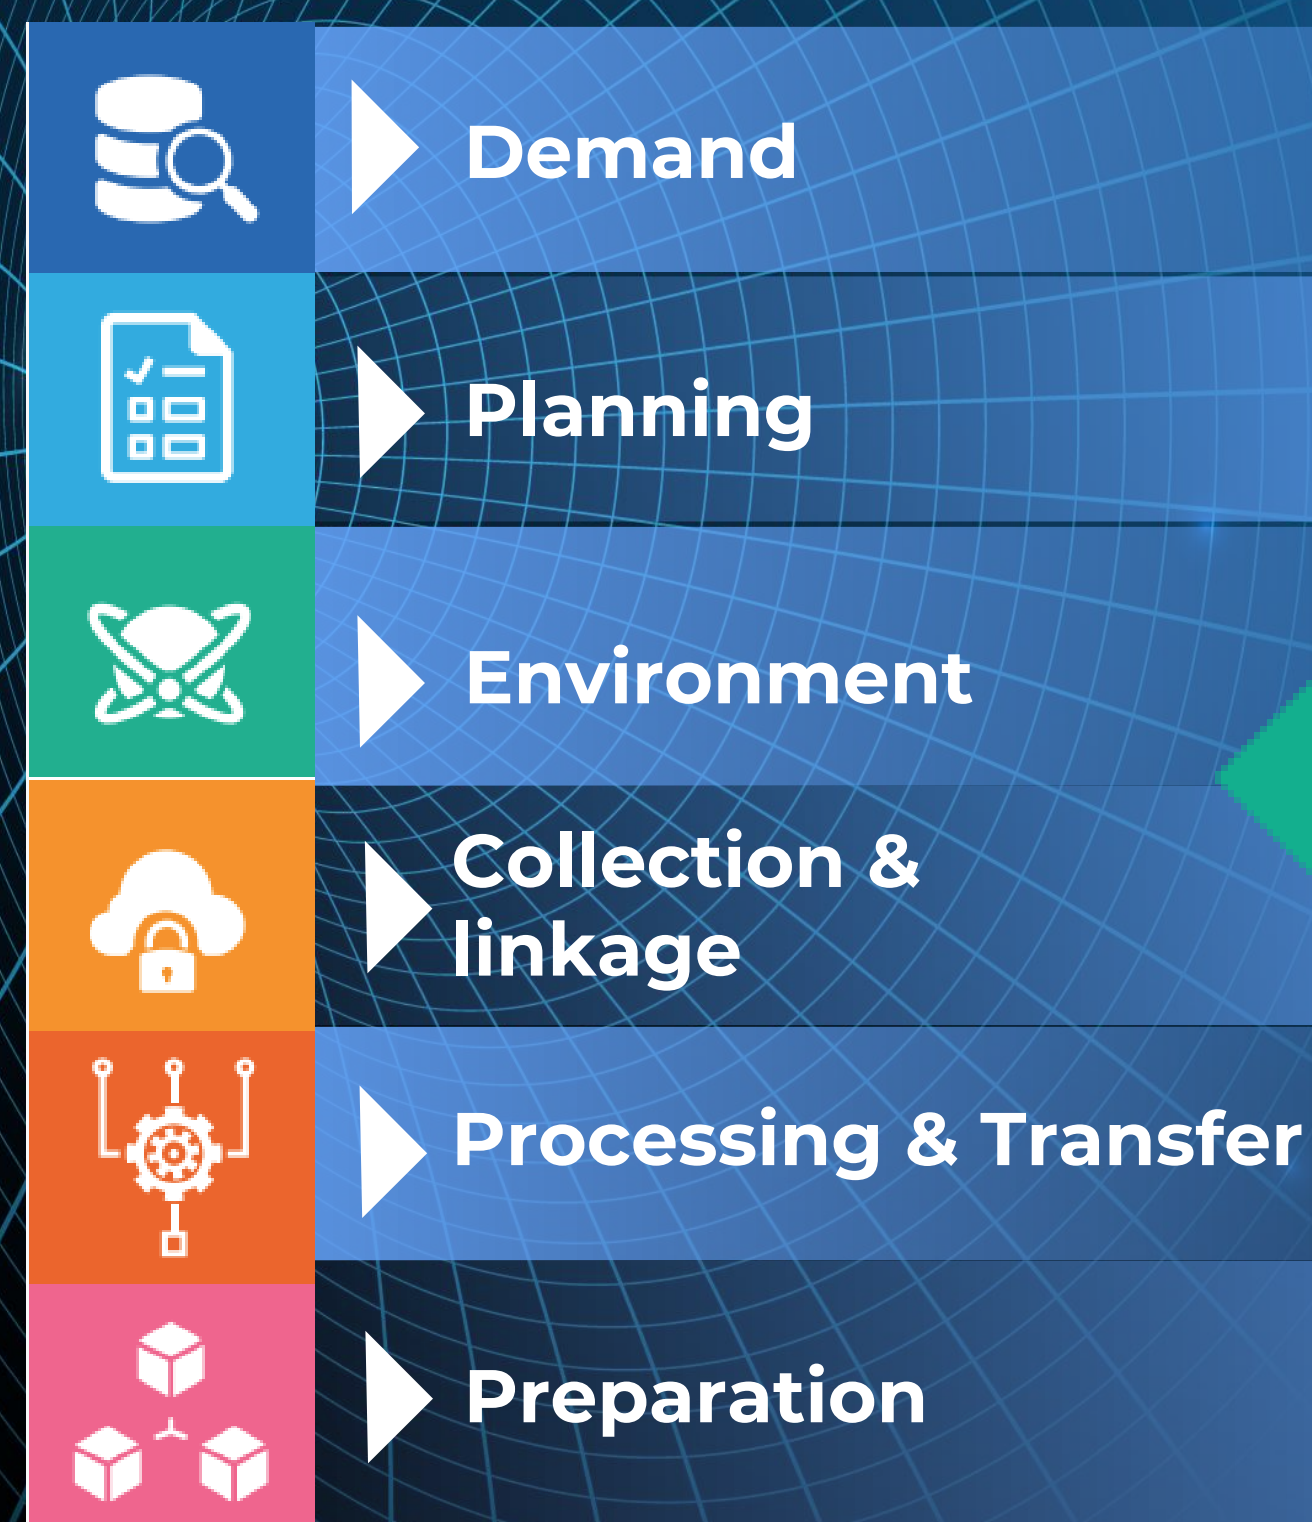 Demand
Planning
Environment
Collection &
linkage
Processing & Transfer
Preparation